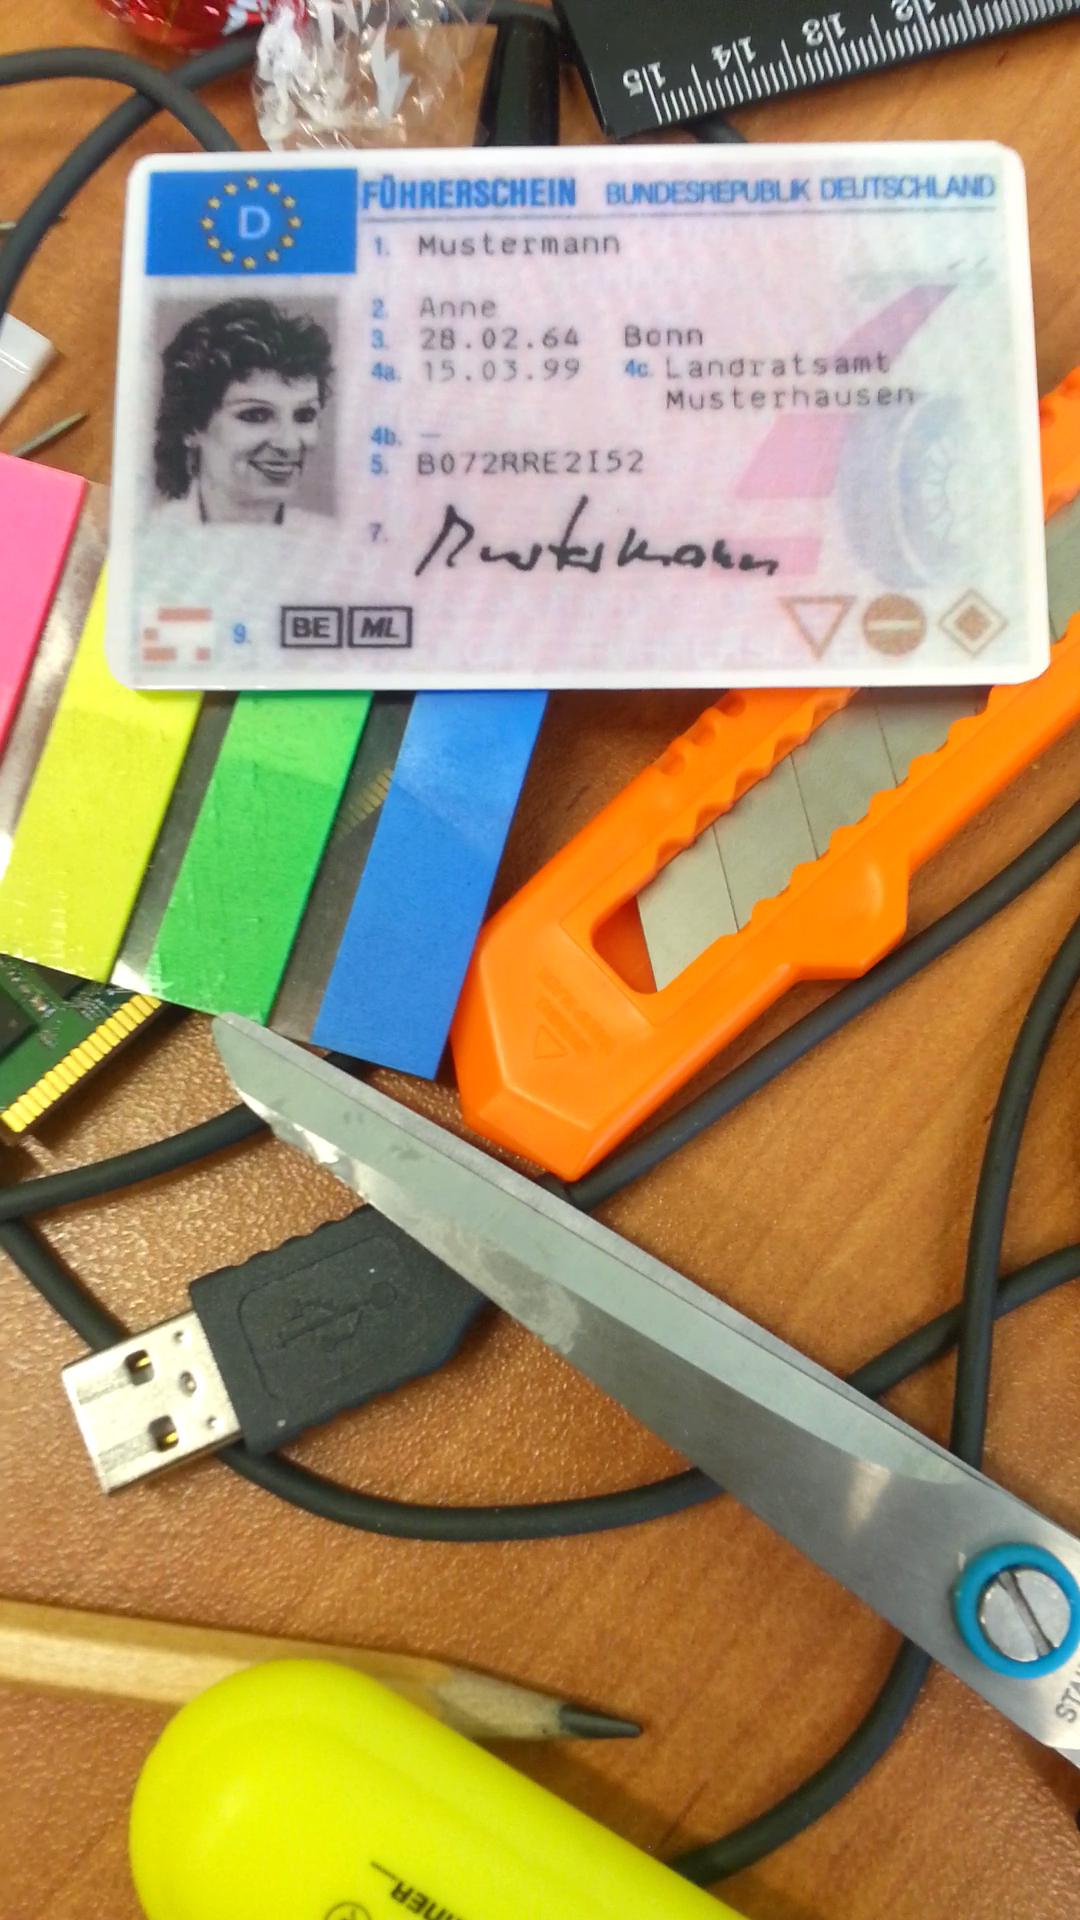 15 14 13 12
D
FÜHRERSCHEIN BUNDESREPUBLIK DEUTSCHLAND
1. Mustermann
2. Anne
3. 28.02.64 Bonn
4a. 15.03.99 4c. Landratsamt
Musterhausen
4b. —
5. B072RRE2I52
7. Mustermann
9. BE ML